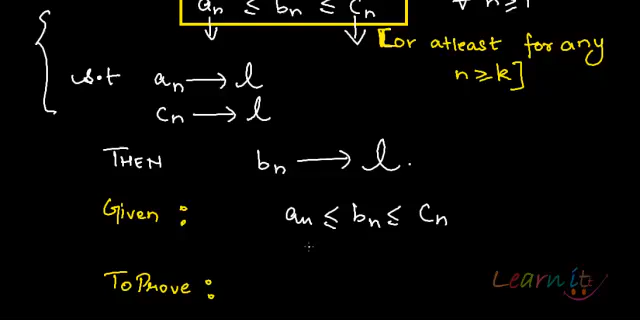 aₙ ≤ bₙ ≤ cₙ ∀ n ≥ 1
[or atleast for any
n ≥ k]
w.t aₙ → l
cₙ → l
THEN bₙ → l.
Given : aₙ ≤ bₙ ≤ cₙ
To Prove :
Learn it